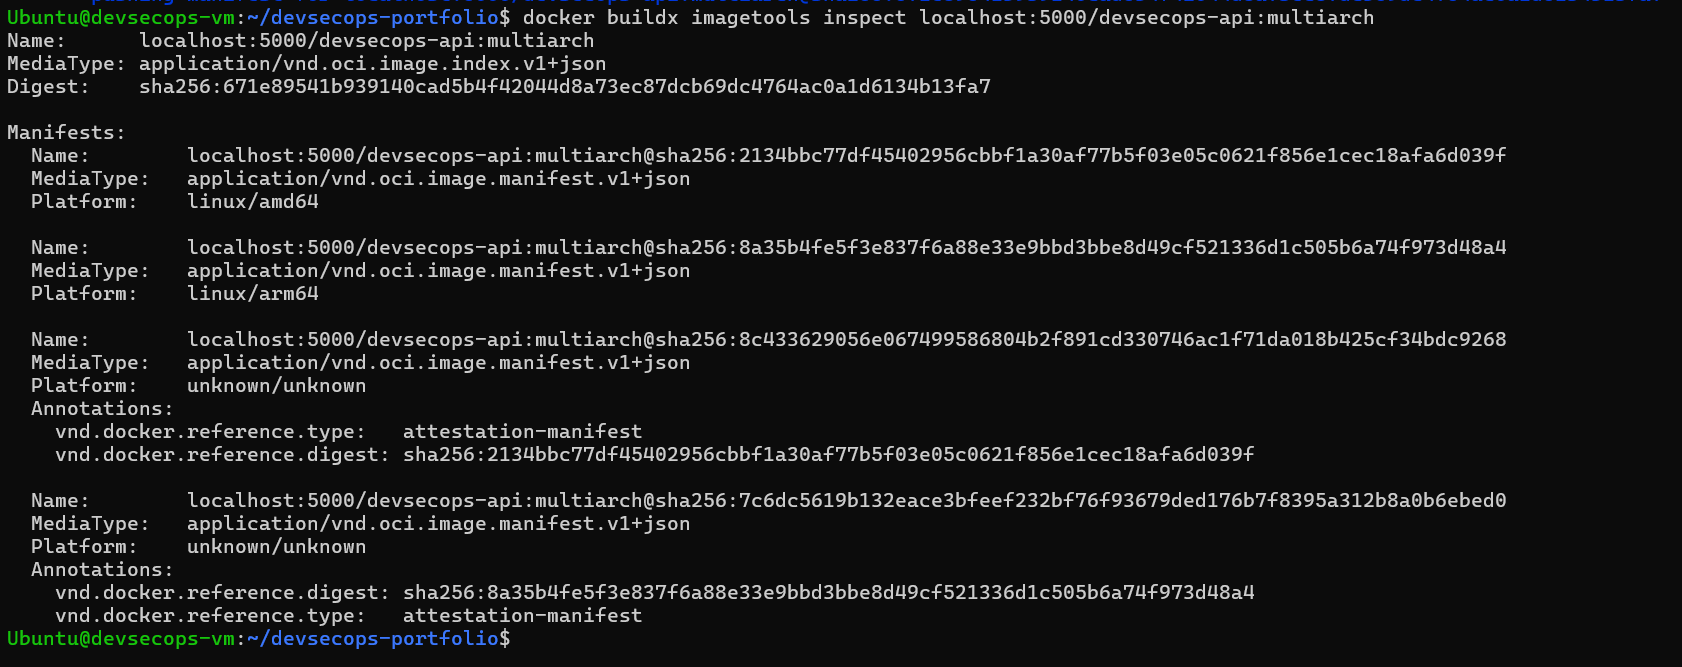 Ubuntu@devsecops-vm:~/devsecops-portfolio$ docker buildx imagetools inspect localhost:5000/devsecops-api:multiarch
Name:      localhost:5000/devsecops-api:multiarch
MediaType: application/vnd.oci.image.index.v1+json
Digest:    sha256:671e89541b939140cad5b4f42044d8a73ec87dcb69dc4764ac0a1d6134b13fa7
Manifests:
  Name:        localhost:5000/devsecops-api:multiarch@sha256:2134bbc77df45402956cbbf1a30af77b5f03e05c0621f856e1cec18afa6d039f
  MediaType:   application/vnd.oci.image.manifest.v1+json
  Platform:    linux/amd64
  Name:        localhost:5000/devsecops-api:multiarch@sha256:8a35b4fe5f3e837f6a88e33e9bbd3bbe8d49cf521336d1c505b6a74f973d48a4
  MediaType:   application/vnd.oci.image.manifest.v1+json
  Platform:    linux/arm64
  Name:        localhost:5000/devsecops-api:multiarch@sha256:8c433629056e067499586804b2f891cd330746ac1f71da018b425cf34bdc9268
  MediaType:   application/vnd.oci.image.manifest.v1+json
  Platform:    unknown/unknown
  Annotations:
    vnd.docker.reference.type:   attestation-manifest
    vnd.docker.reference.digest: sha256:2134bbc77df45402956cbbf1a30af77b5f03e05c0621f856e1cec18afa6d039f
  Name:        localhost:5000/devsecops-api:multiarch@sha256:7c6dc5619b132eace3bfeef232bf76f93679ded176b7f8395a312b8a0b6ebed0
  MediaType:   application/vnd.oci.image.manifest.v1+json
  Platform:    unknown/unknown
  Annotations:
    vnd.docker.reference.digest: sha256:8a35b4fe5f3e837f6a88e33e9bbd3bbe8d49cf521336d1c505b6a74f973d48a4
    vnd.docker.reference.type:   attestation-manifest
Ubuntu@devsecops-vm:~/devsecops-portfolio$